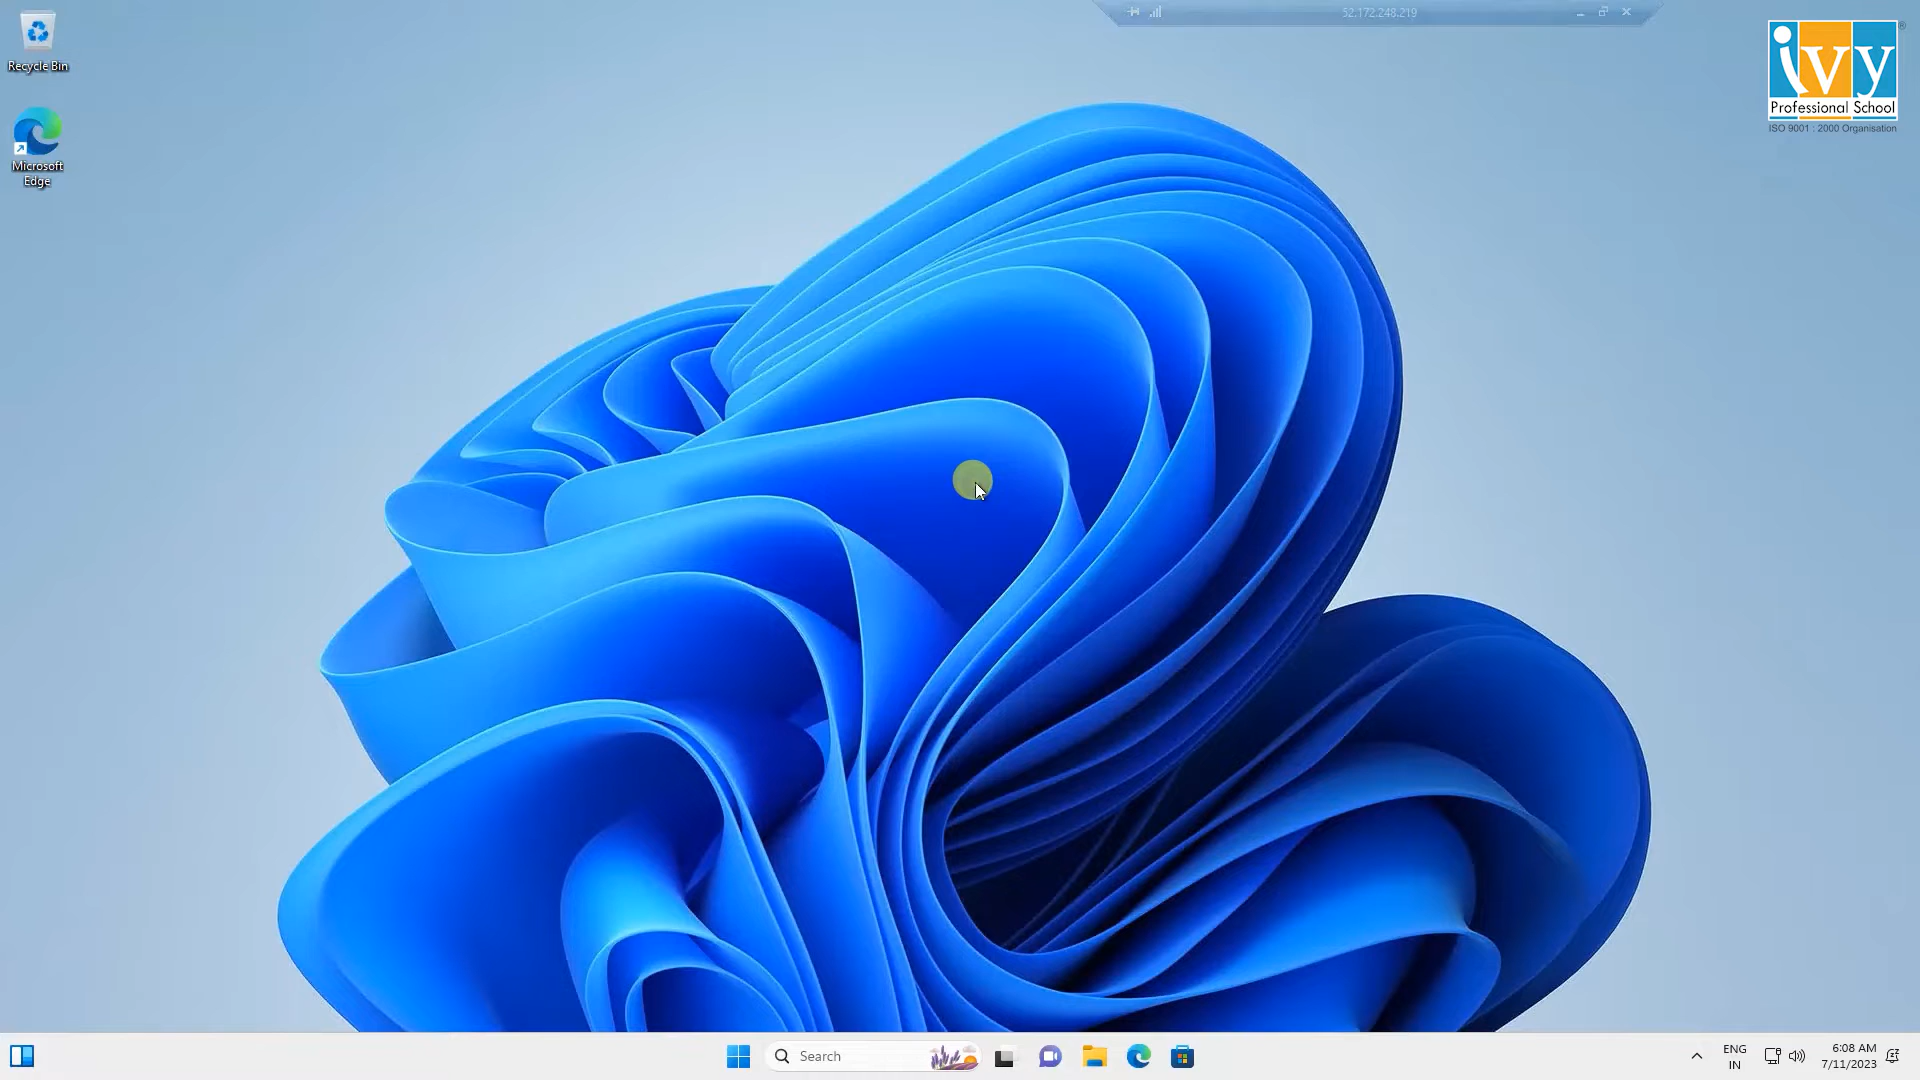 Recycle Bin
Microsoft
Edge
52.172.248.219
ivy
Professional School
ISO 9001 : 2000 Organisation
Search
ENG
IN
6:08 AM
7/11/2023